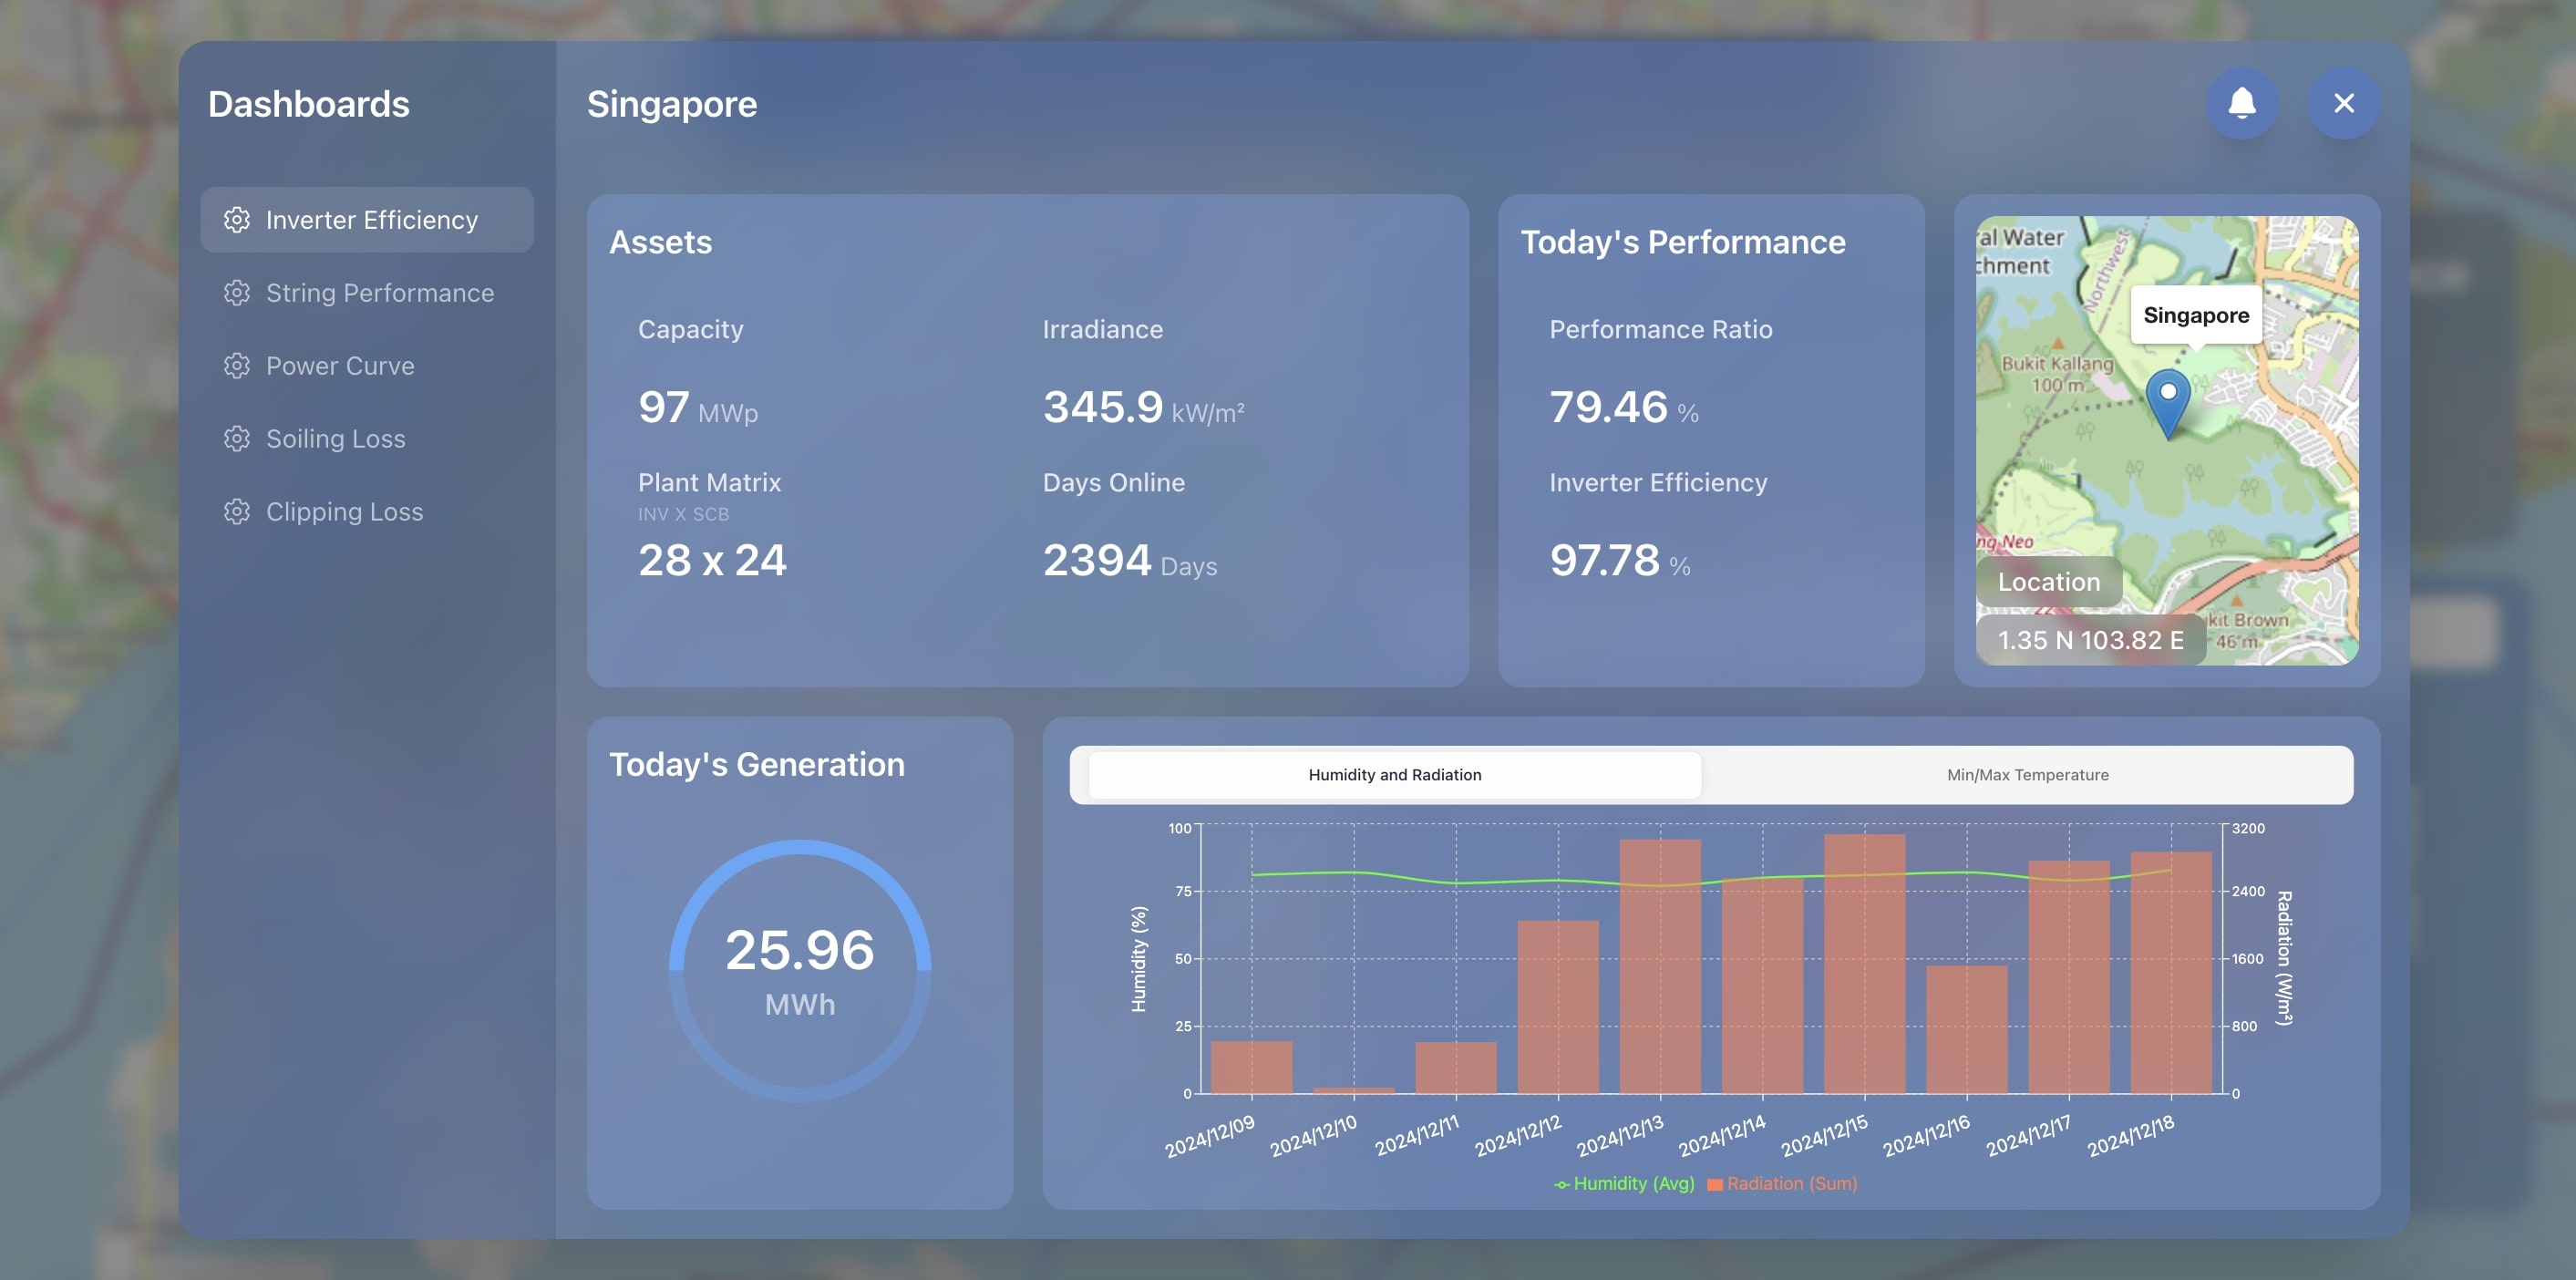 Dashboards
Inverter Efficiency
String Performance
Power Curve
Soiling Loss
Clipping Loss
Singapore
Assets
Capacity
97 MWp
Irradiance
345.9 kW/m²
Plant Matrix
INV X SCB
28 x 24
Days Online
2394 Days
Today's Performance
Performance Ratio
79.46 %
Inverter Efficiency
97.78 %
ral Water
chment
Northwest
Singapore
Bukit Kallang
100 m
ng Neo
Location
kit Brown
46 m
1.35 N 103.82 E
Today's Generation
25.96
MWh
Humidity and Radiation
Min/Max Temperature
Humidity (%)
100
75
50
25
0
3200
2400
1600
800
0
Radiation (W/m²)
2024/12/09
2024/12/10
2024/12/11
2024/12/12
2024/12/13
2024/12/14
2024/12/15
2024/12/16
2024/12/17
2024/12/18
Humidity (Avg) Radiation (Sum)